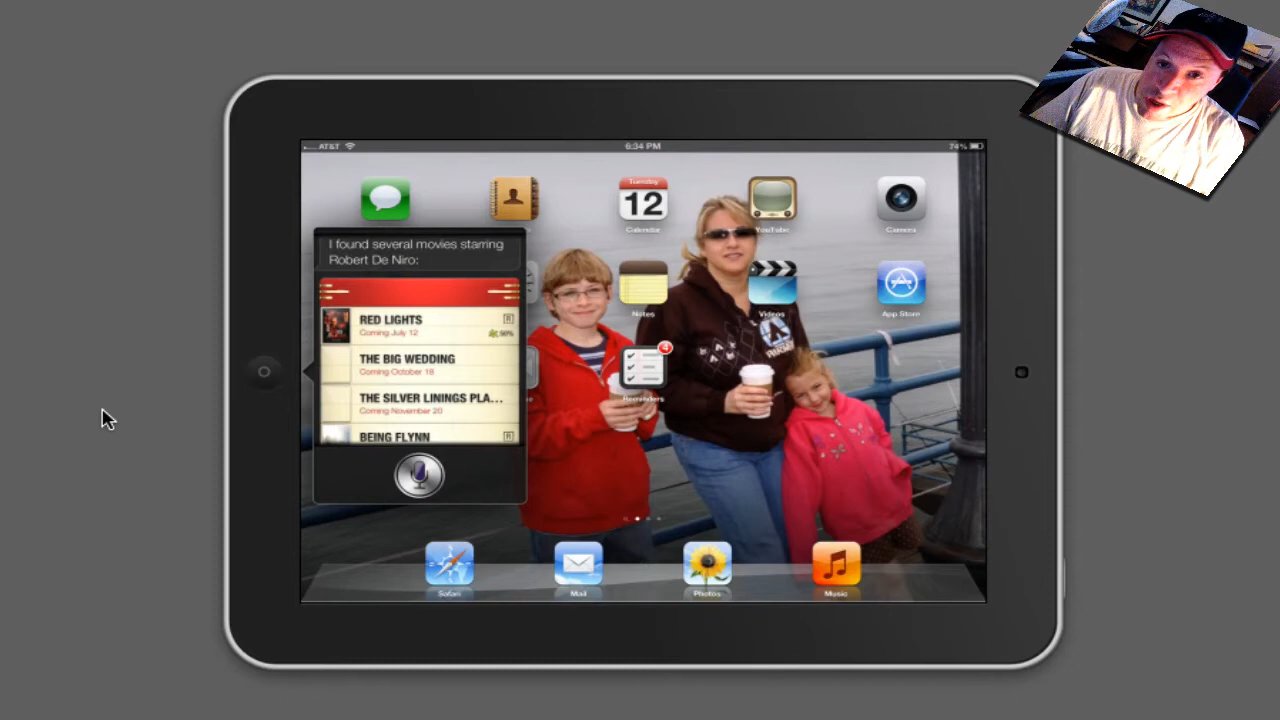 AT&T
6:34 PM
74%
Tuesday
12
Calendar
YouTube
Camera
I found several movies starring
Robert De Niro:
RED LIGHTS
R
Coming July 12
THE BIG WEDDING
Coming October 18
THE SILVER LININGS PLA...
Coming November 20
BEING FLYNN
R
Notes
Videos
App Store
4
Reminders
Safari
Mail
Photos
Music